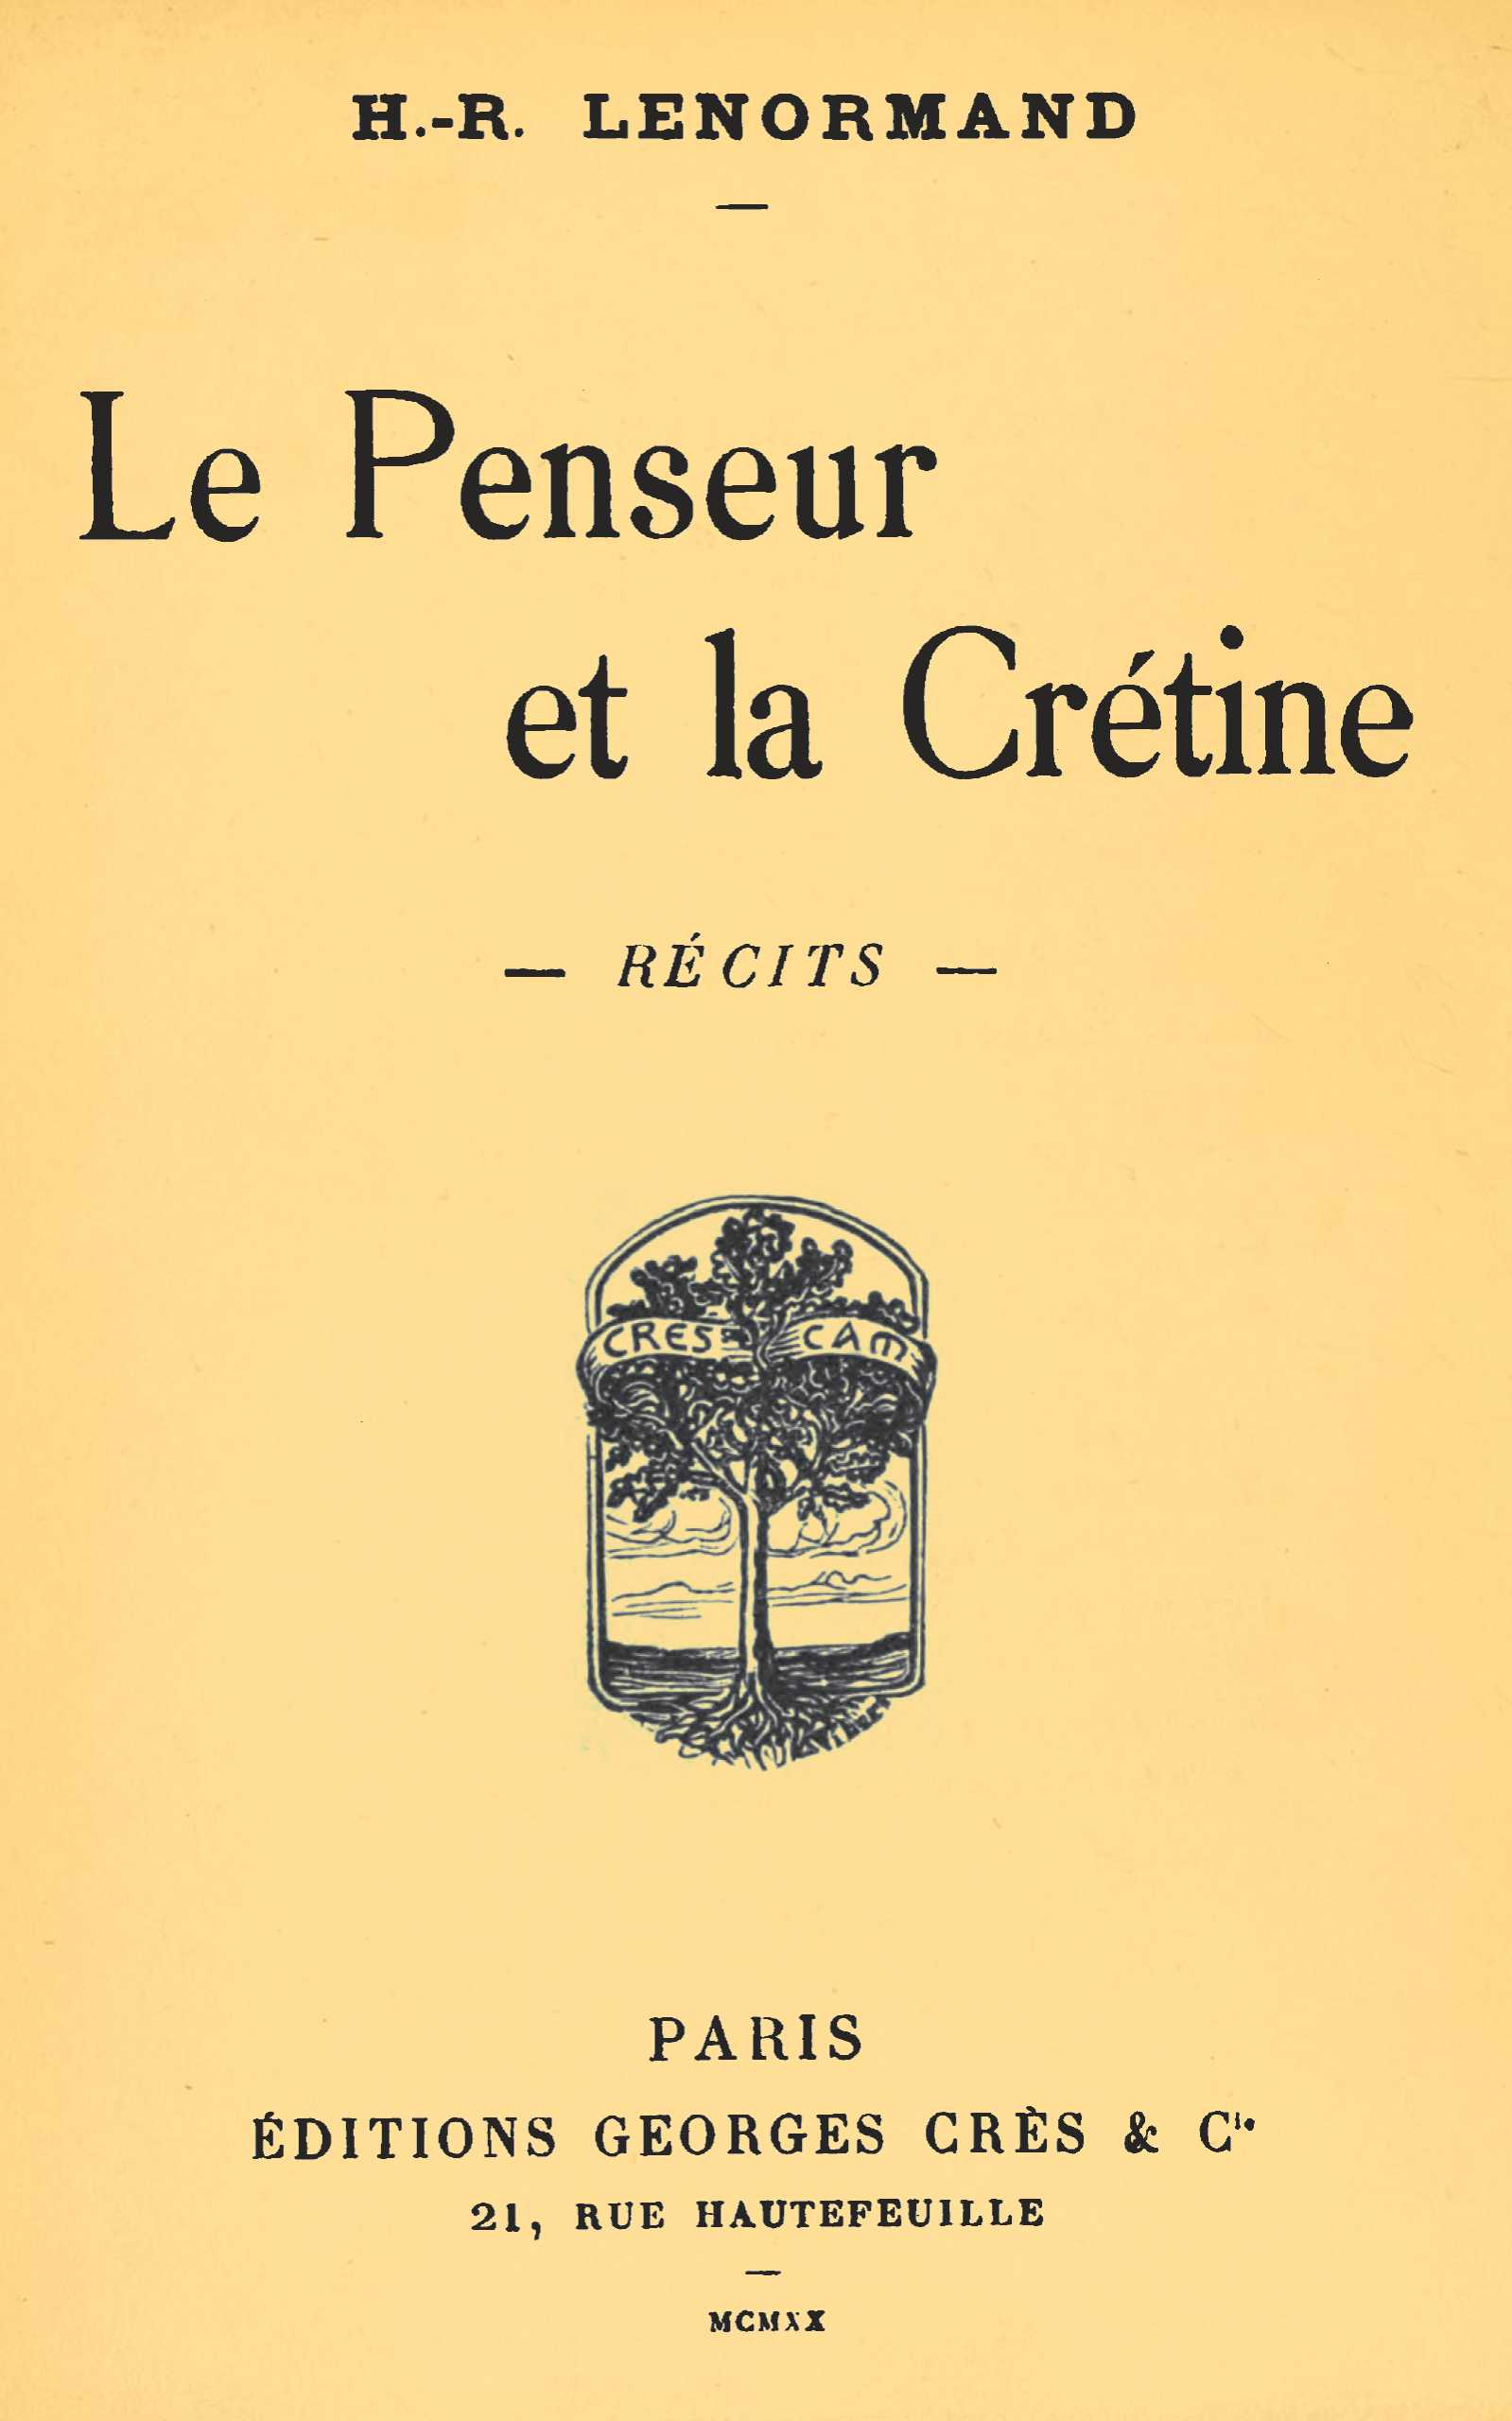 H.-R. LENORMAND
Le Penseur
et la Crétine
— RÉCITS —
CRES CAM
PARIS
ÉDITIONS GEORGES CRÈS & Cie
21, RUE HAUTEFEUILLE
MCMXX